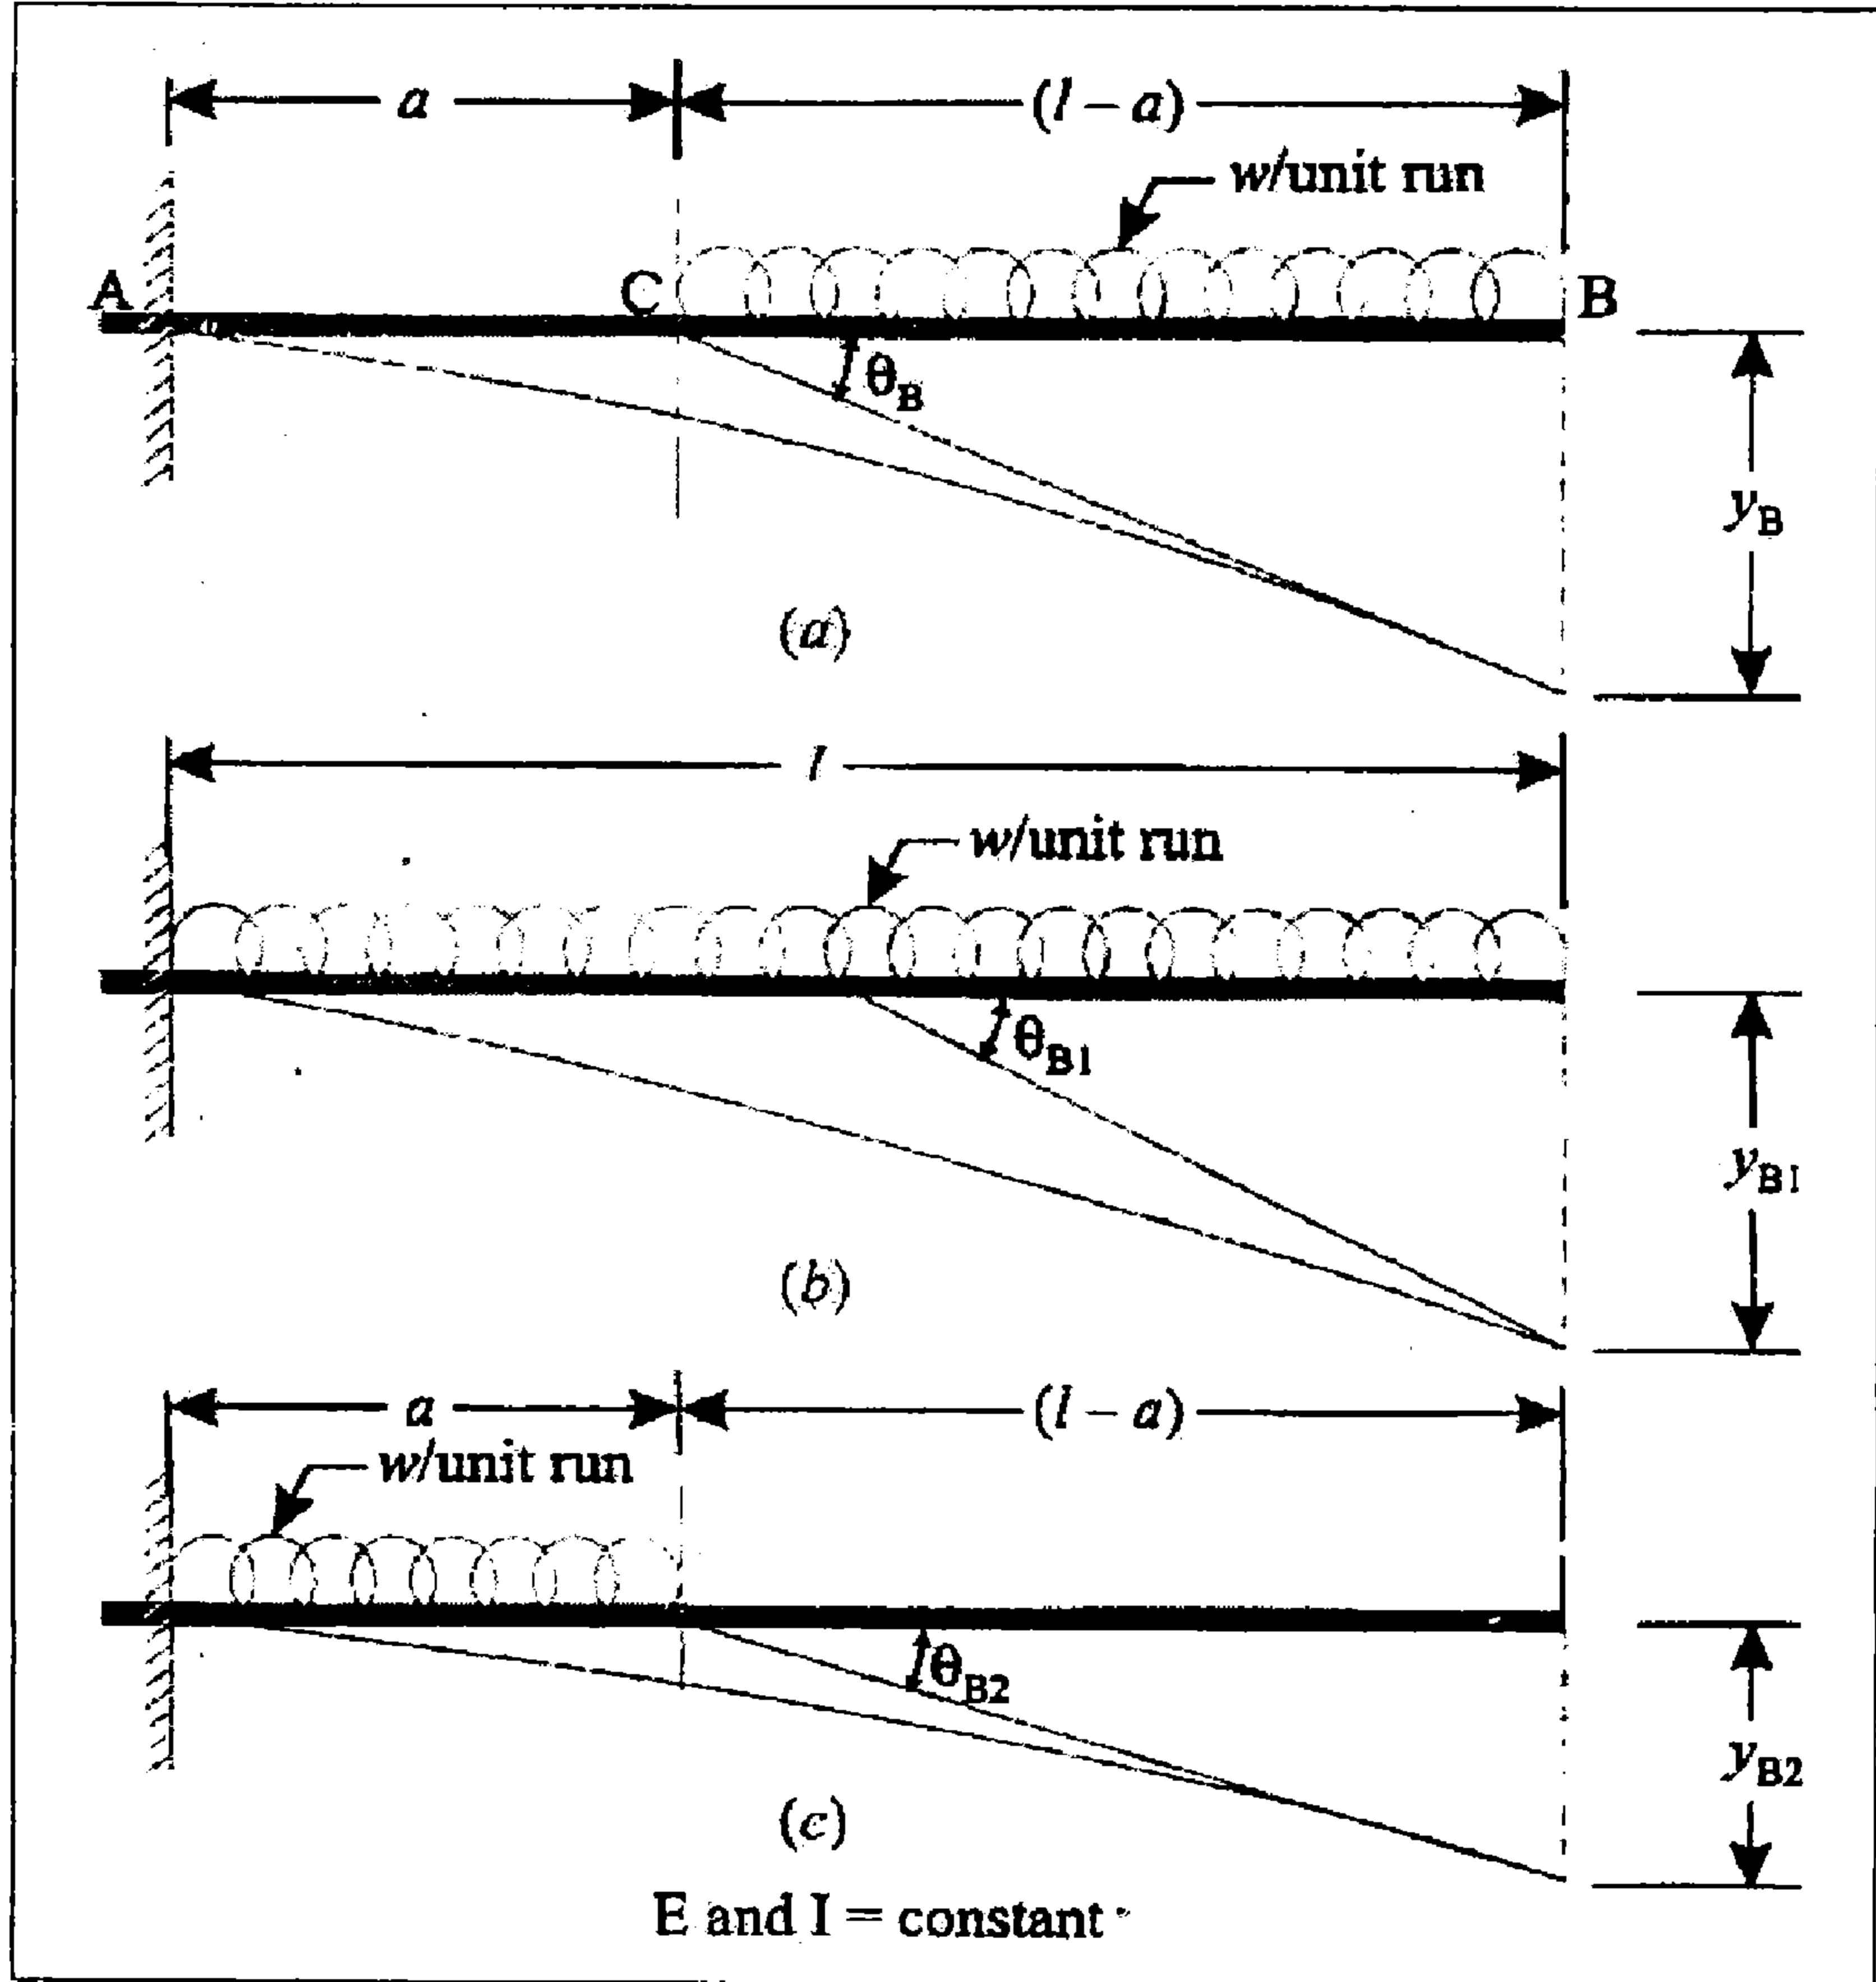 a (l – a)
w/unit run
A C B
θB
yB
(a)
l
w/unit run
θB1
yB1
(b)
a (l – a)
w/unit run
θB2
yB2
(c)
E and I = constant